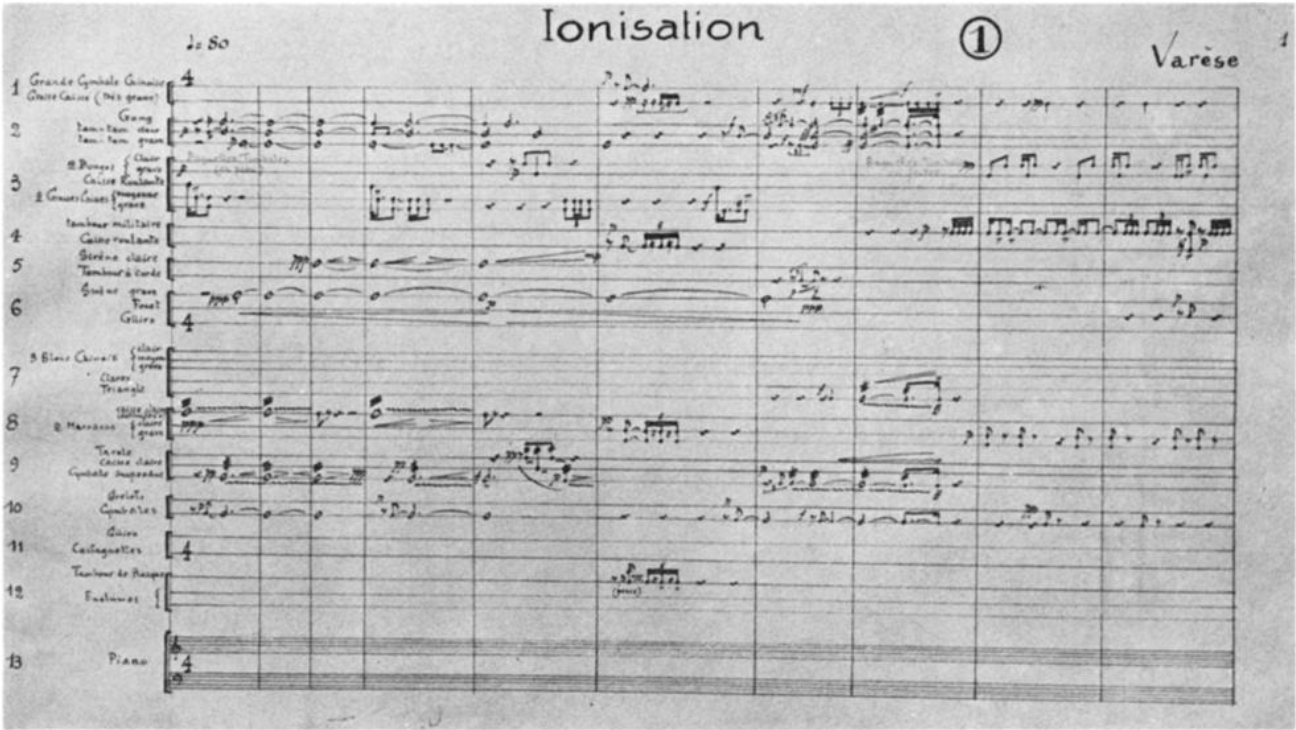 Ionisation
1
Varèse
1
♩= 80
1 Grande Cymbale Chinoise 4
Grosse Caisse (très grave)
2 Gong
tam-tam clair
tam-tam grave
3 2 Bongos { clair
grave
Caisse Roulante
2 Grosses Caisses { moyenne
grave
p
4 tambour militaire
Caisse roulante
5 Sirène claire
Tambour à corde
6 Sirène grave
Fouet
Güiro 4
7 3 Blocs Chinois { clair
moyen
grave
Claves
Triangle
8 2 Maracas { claire
grave
ppp
9 Tarole
Caisse claire
Cymbale suspendue
10 Grelots
Cymbales
11 Güiro
Castagnettes 4
12 Tambour de Basque
Enclumes {
13 Piano 4